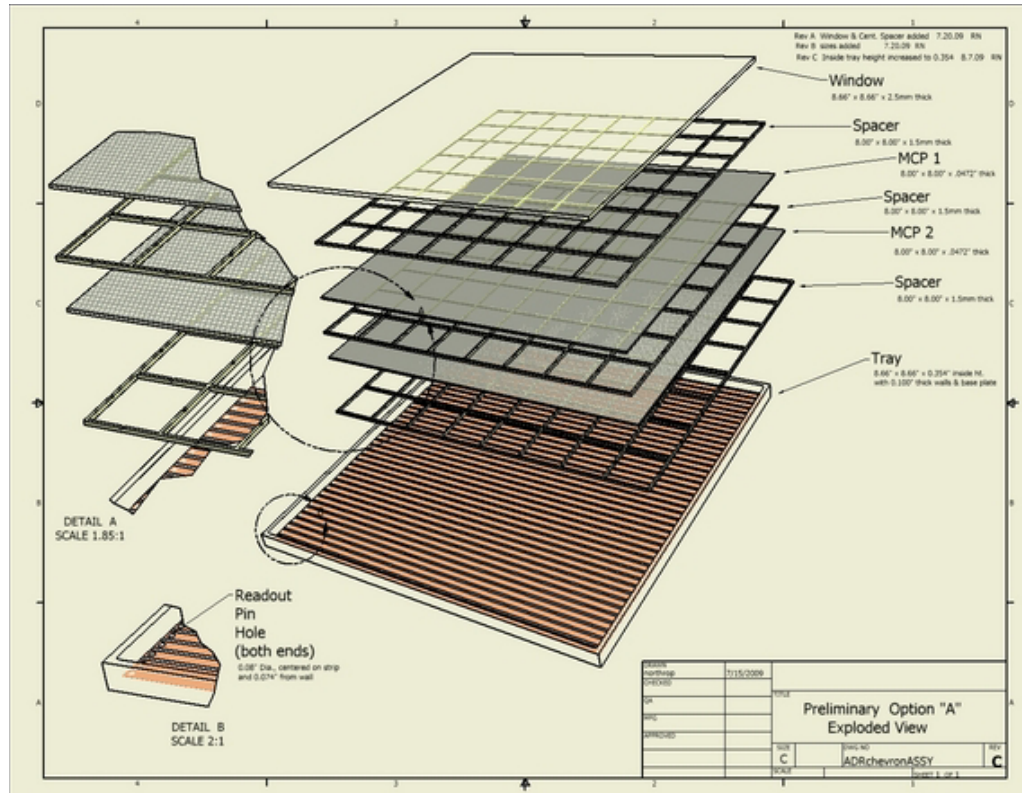 4
3
2
1
Rev A Window & Cent. Spacer added 7.20.09 RN
Rev B sizes added 7.20.09 RN
Rev C Inside tray height increased to 0.354 8.7.09 RN
D
D
Window
8.66" x 8.66" x 2.5mm thick
Spacer
8.00" x 8.00" x 1.5mm thick
MCP 1
8.00" x 8.00" x .0472" thick
Spacer
8.00" x 8.00" x 1.5mm thick
MCP 2
8.00" x 8.00" x .0472" thick
Spacer
8.00" x 8.00" x 1.5mm thick
C
C
Tray
8.66" x 8.66" x 0.354" inside ht.
with 0.100" thick walls & base plate
B
B
DETAIL A
SCALE 1.85:1
Readout
Pin
Hole
(both ends)
0.08" Dia., centered on strip
and 0.074" from wall
DETAIL B
SCALE 2:1
A
A
DRAWN
northrop
7/15/2009
CHECKED
QA
MFG
APPROVED
TITLE
Preliminary Option "A"
Exploded View
SIZE
C
DWG NO
ADRchevronASSY
REV
C
SCALE
SHEET 1 OF 1
4
3
2
1